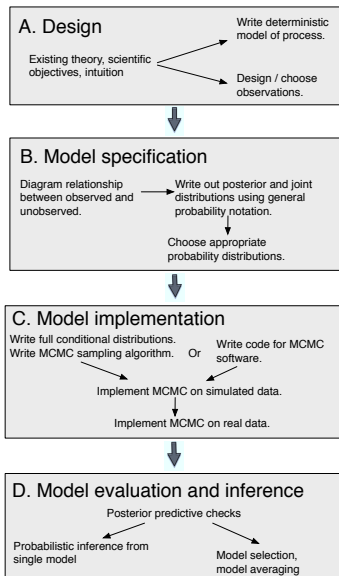 A. Design
Write deterministic
model of process.
Existing theory, scientific
objectives, intuition
Design / choose
observations.
B. Model specification
Diagram relationship
between observed and
unobserved.
Write out posterior and joint
distributions using general
probability notation.
Choose appropriate
probability distributions.
C. Model implementation
Write full conditional distributions.
Write MCMC sampling algorithm.
Or
Write code for MCMC
software.
Implement MCMC on simulated data.
Implement MCMC on real data.
D. Model evaluation and inference
Posterior predictive checks
Probabilistic inference from
single model
Model selection,
model averaging